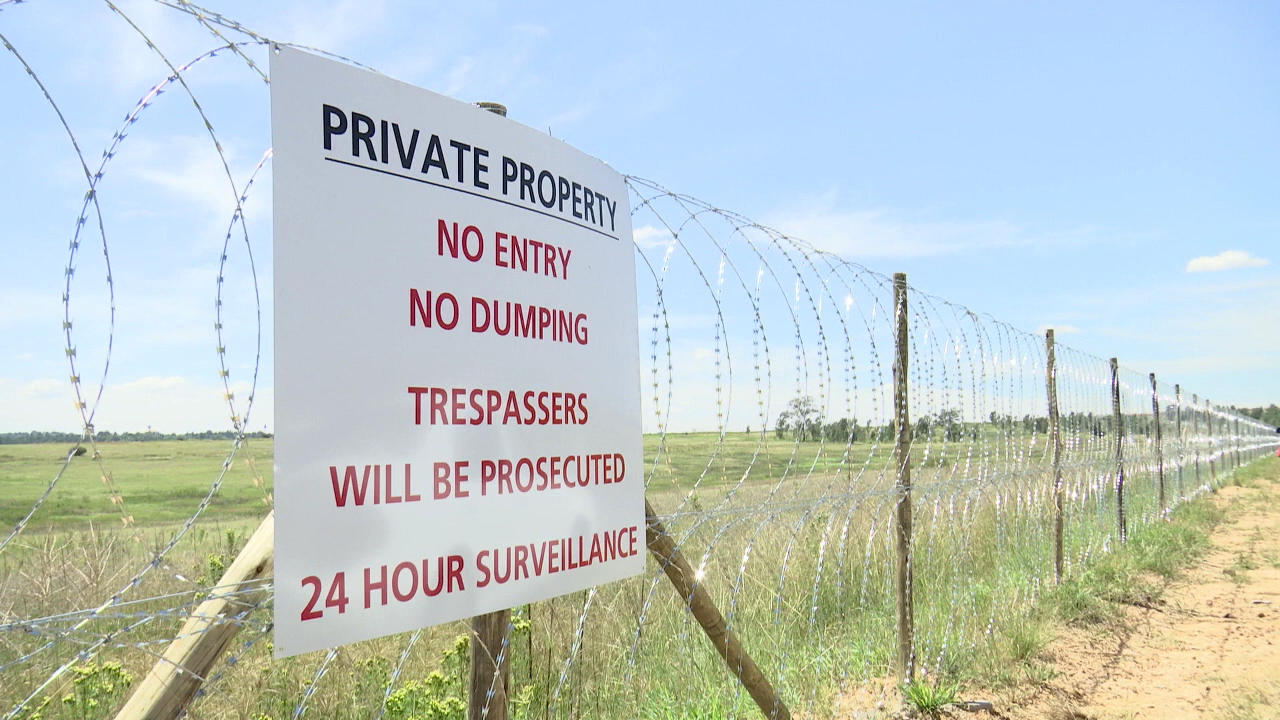 PRIVATE PROPERTY
NO ENTRY
NO DUMPING
TRESPASSERS
WILL BE PROSECUTED
24 HOUR SURVEILLANCE